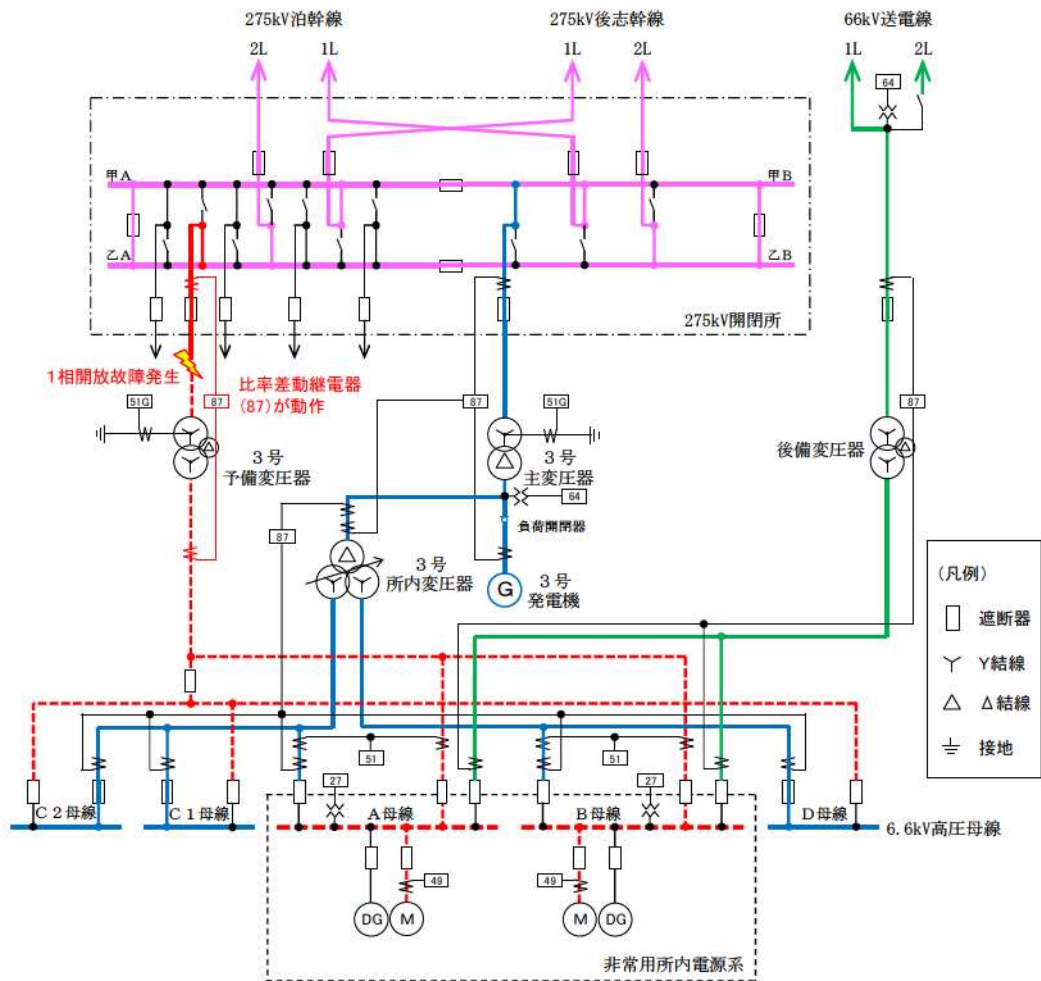 275kV泊幹線
275kV後志幹線
66kV送電線
2L
1L
1L
2L
1L
2L
64
甲A
甲B
乙A
乙B
275kV開閉所
1相開放故障発生
比率差動継電器
(87)が動作
51G
87
87
51G
87
3号
予備変圧器
3号
主変圧器
後備変圧器
64
負荷開閉器
87
3号
所内変圧器
G
3号
発電機
(凡例)
遮断器
Y結線
Δ結線
接地
51
51
27
27
C2母線
C1母線
A母線
B母線
D母線
6.6kV高圧母線
49
49
DG
M
M
DG
非常用所内電源系